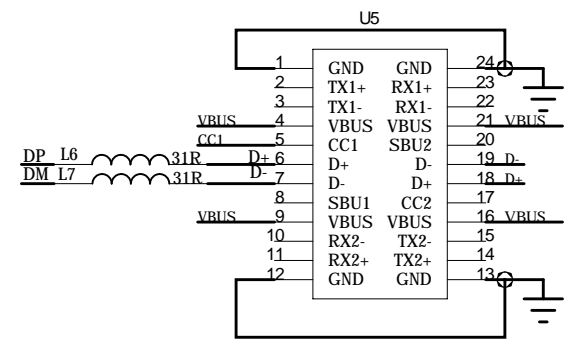 U5
1 GND GND 24
2 TX1+ RX1+ 23
3 TX1- RX1- 22
VBUS 4 VBUS VBUS 21 VBUS
CC1 5 CC1 SBU2 20
DP L6 31R D+ 6 D+ D- 19 D-
DM L7 31R D- 7 D- D+ 18 D+
8 SBU1 CC2 17
VBUS 9 VBUS VBUS 16 VBUS
10 RX2- TX2- 15
11 RX2+ TX2+ 14
12 GND GND 13